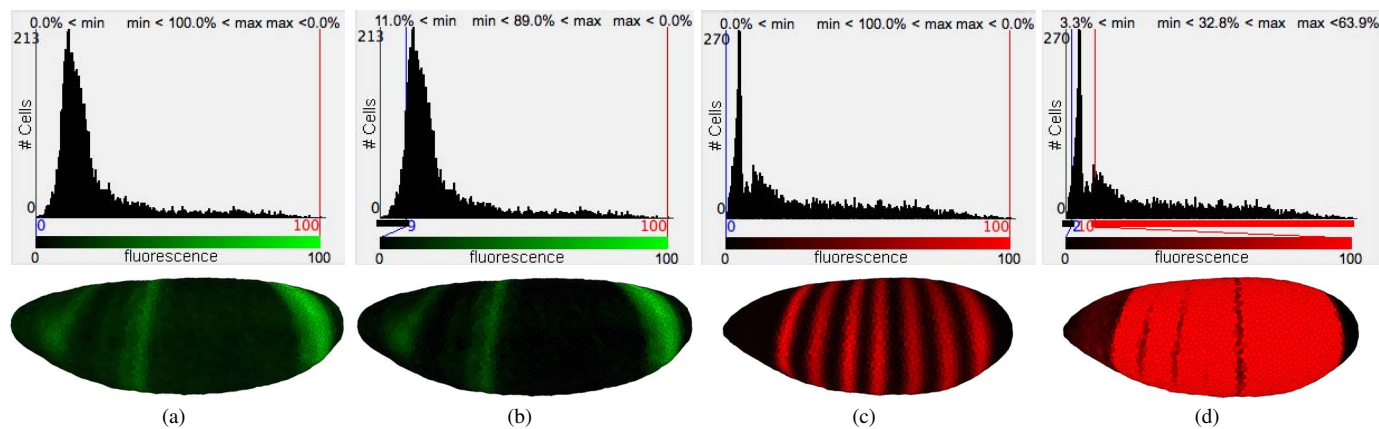 0.0% < min min < 100.0% < max max <0.0%
213
# Cells
0
0 100
fluorescence
0 100
(a)
11.0% < min min < 89.0% < max max < 0.0%
213
# Cells
0
9 100
fluorescence
0 100
(b)
0.0% < min min < 100.0% < max max < 0.0%
270
# Cells
0
0 100
fluorescence
0 100
(c)
3.3% < min min < 32.8% < max max <63.9%
270
# Cells
0
2 10
fluorescence
0 100
(d)